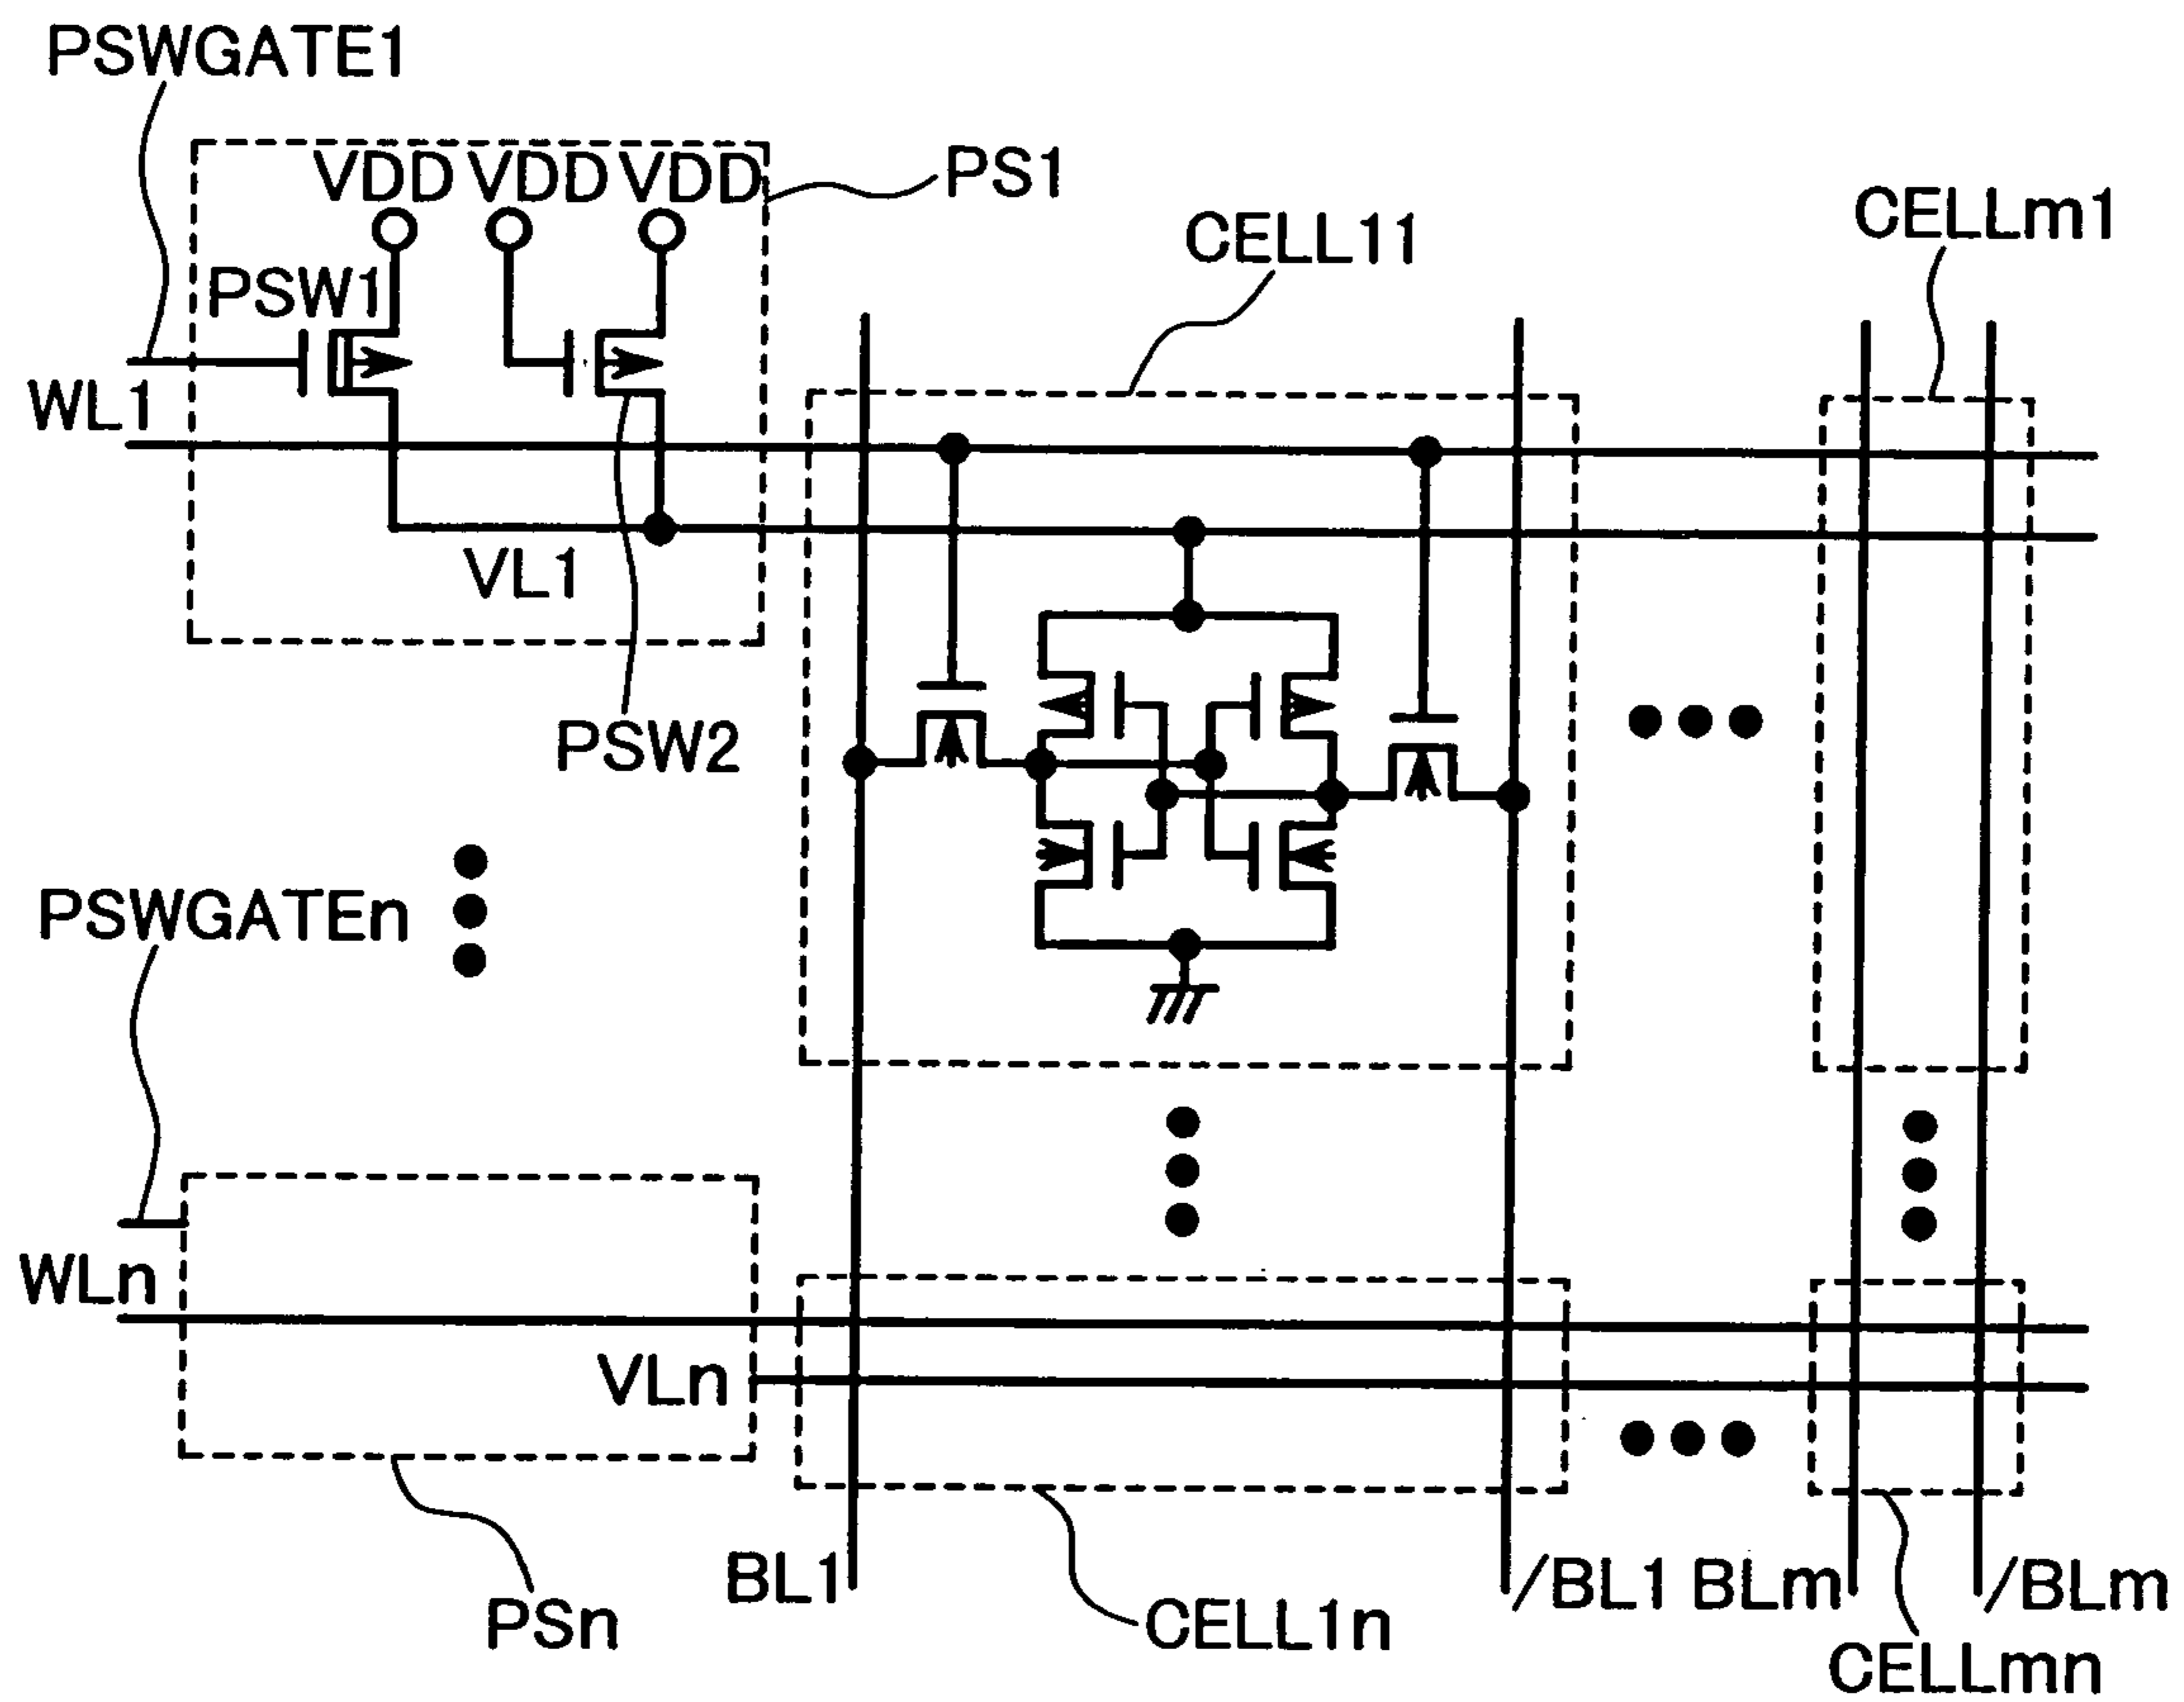 PSWGATE1
VDD VDD VDD
PS1
CELLm1
CELL11
PSW1
WL1
VL1
PSW2
PSWGATEn
WLn
VLn
BL1
/BL1 BLm
/BLm
PSn
CELL1n
CELLmn